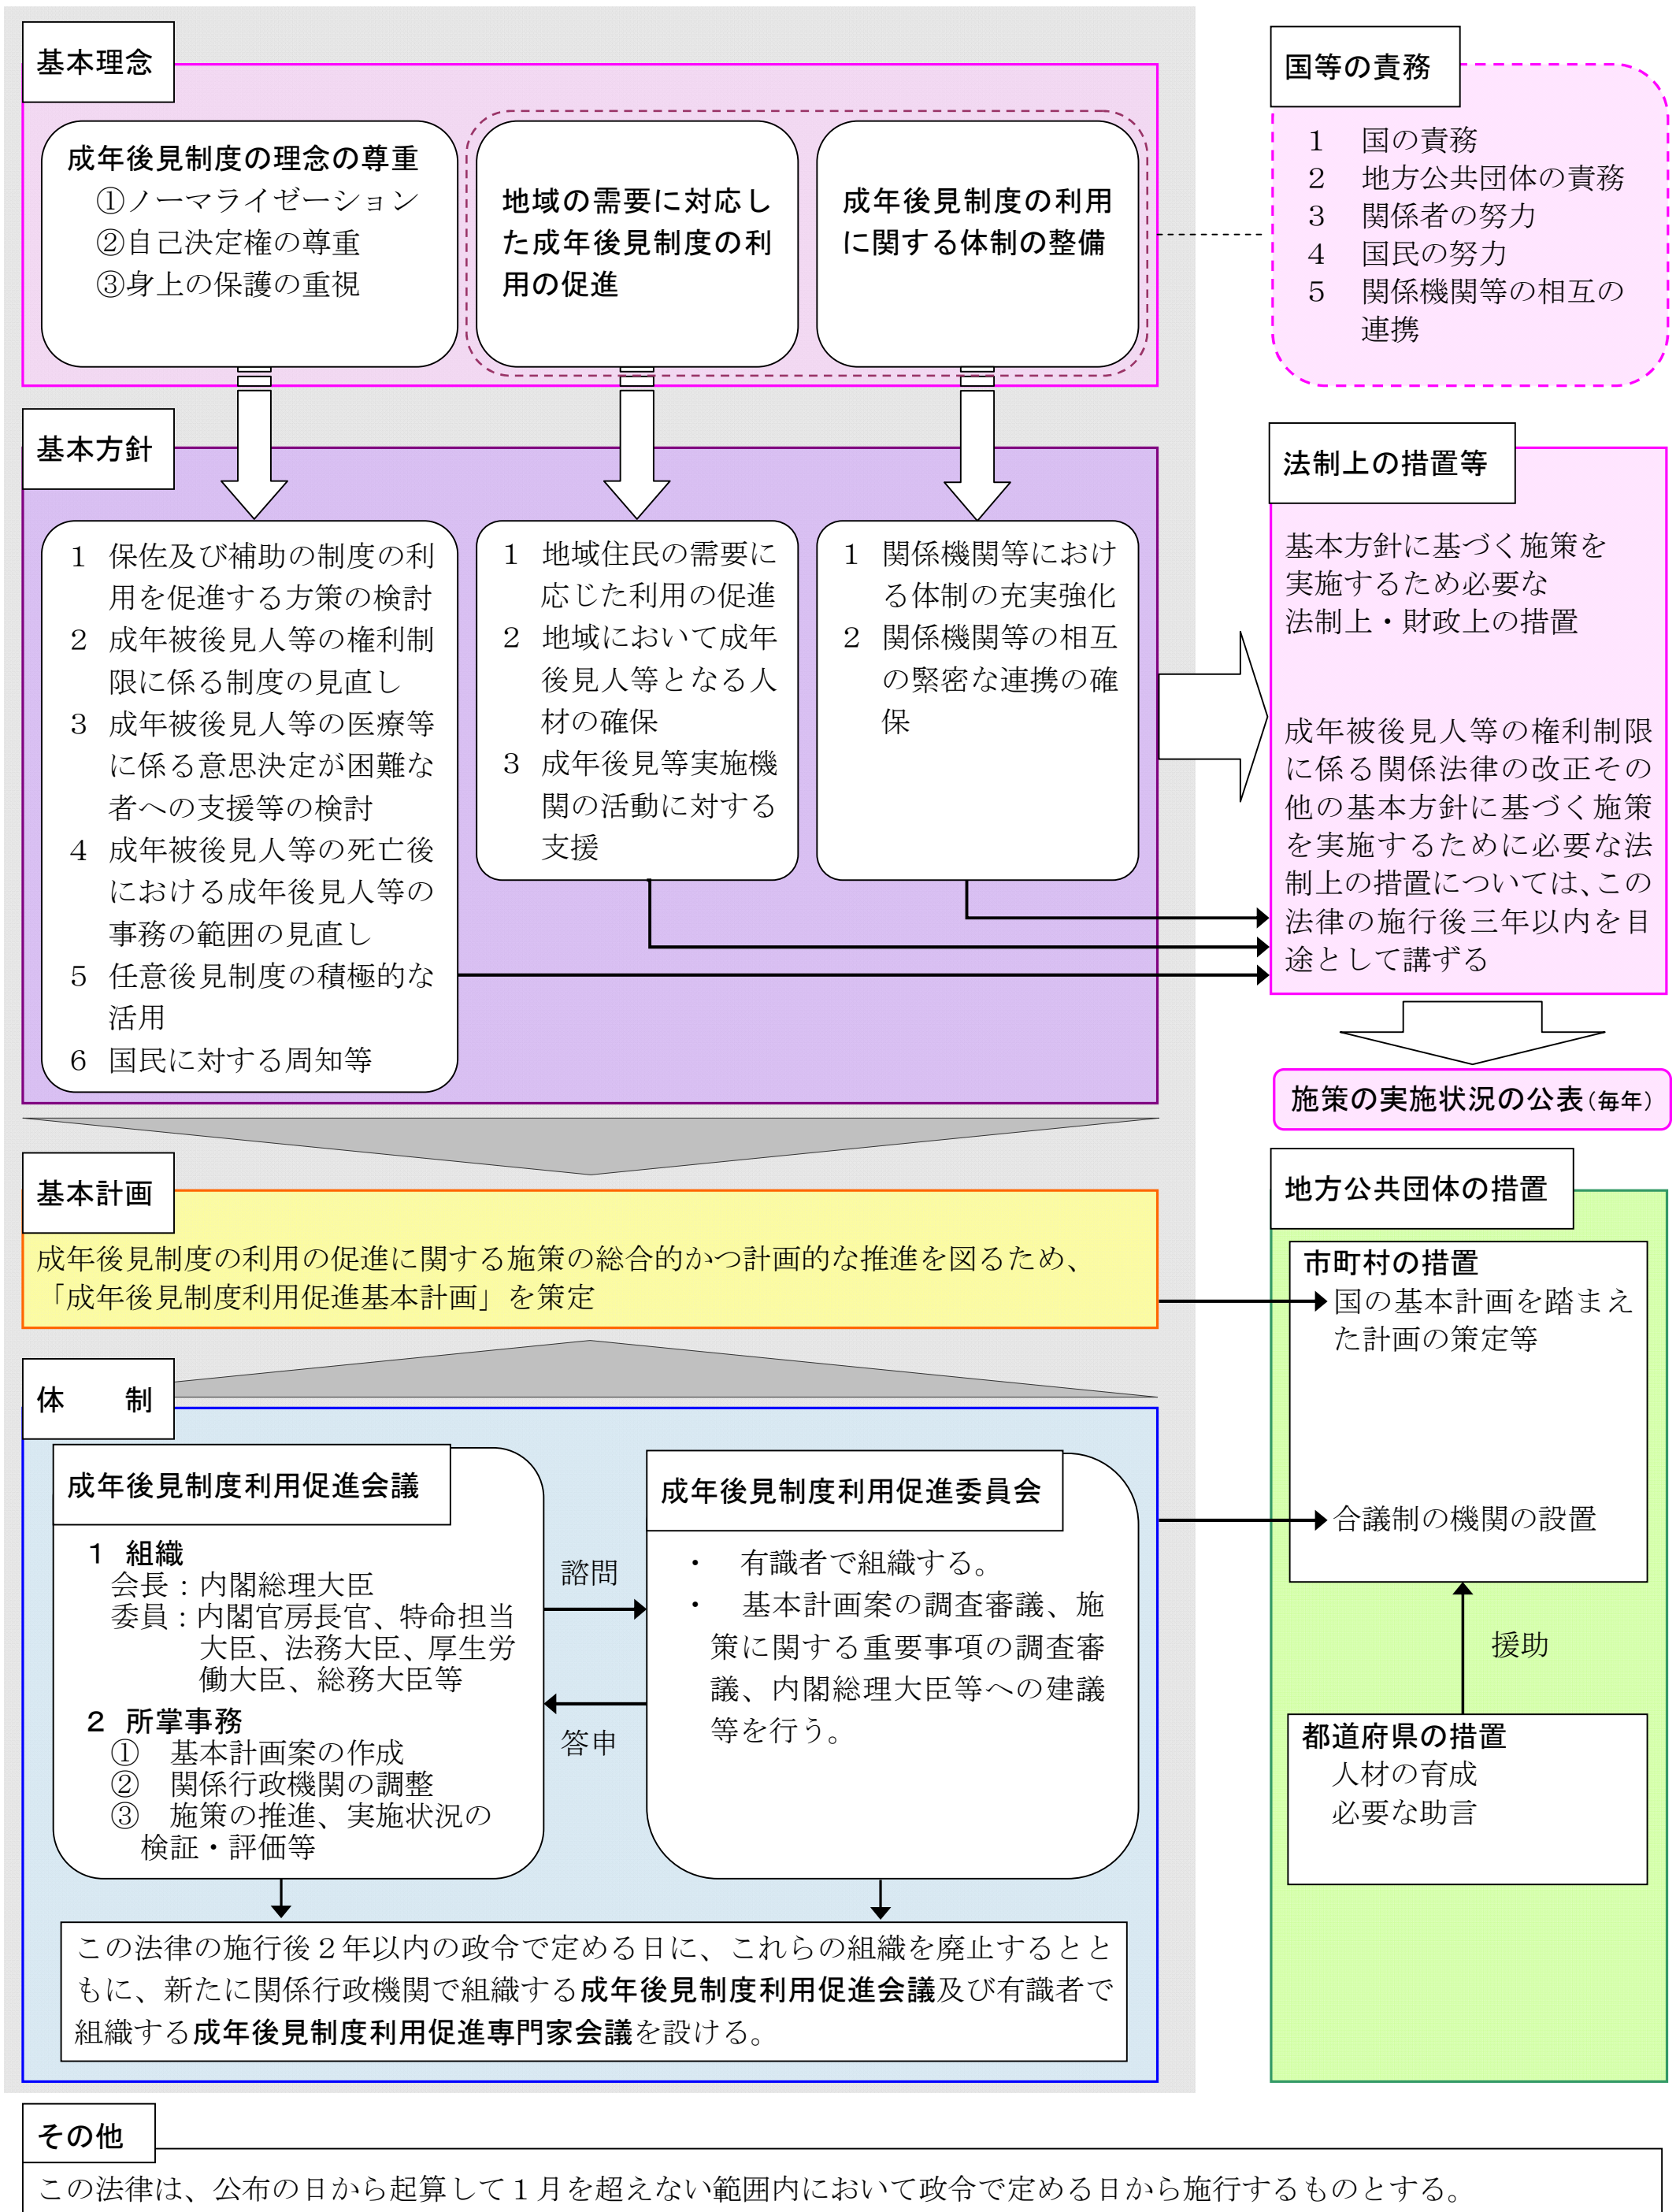 基本理念
成年後見制度の理念の尊重
①ノーマライゼーション
②自己決定権の尊重
③身上の保護の重視
地域の需要に対応し
た成年後見制度の利
用の促進
成年後見制度の利用
に関する体制の整備
国等の責務
1 国の責務
2 地方公共団体の責務
3 関係者の努力
4 国民の努力
5 関係機関等の相互の
連携
基本方針
1 保佐及び補助の制度の利
用を促進する方策の検討
2 成年被後見人等の権利制
限に係る制度の見直し
3 成年被後見人等の医療等
に係る意思決定が困難な
者への支援等の検討
4 成年被後見人等の死亡後
における成年後見人等の
事務の範囲の見直し
5 任意後見制度の積極的な
活用
6 国民に対する周知等
1 地域住民の需要に
応じた利用の促進
2 地域において成年
後見人等となる人
材の確保
3 成年後見等実施機
関の活動に対する
支援
1 関係機関等におけ
る体制の充実強化
2 関係機関等の相互
の緊密な連携の確
保
法制上の措置等
基本方針に基づく施策を
実施するため必要な
法制上・財政上の措置
成年被後見人等の権利制限
に係る関係法律の改正その
他の基本方針に基づく施策
を実施するために必要な法
制上の措置については、この
法律の施行後三年以内を目
途として講ずる
施策の実施状況の公表(毎年)
基本計画
成年後見制度の利用の促進に関する施策の総合的かつ計画的な推進を図るため、
「成年後見制度利用促進基本計画」を策定
地方公共団体の措置
市町村の措置
国の基本計画を踏まえ
た計画の策定等
合議制の機関の設置
援助
都道府県の措置
人材の育成
必要な助言
体 制
成年後見制度利用促進会議
1 組織
会長：内閣総理大臣
委員：内閣官房長官、特命担当
大臣、法務大臣、厚生労
働大臣、総務大臣等
2 所掌事務
① 基本計画案の作成
② 関係行政機関の調整
③ 施策の推進、実施状況の
検証・評価等
諮問
答申
成年後見制度利用促進委員会
・ 有識者で組織する。
・ 基本計画案の調査審議、施
策に関する重要事項の調査審
議、内閣総理大臣等への建議
等を行う。
この法律の施行後２年以内の政令で定める日に、これらの組織を廃止するとと
もに、新たに関係行政機関で組織する成年後見制度利用促進会議及び有識者で
組織する成年後見制度利用促進専門家会議を設ける。
その他
この法律は、公布の日から起算して１月を超えない範囲内において政令で定める日から施行するものとする。